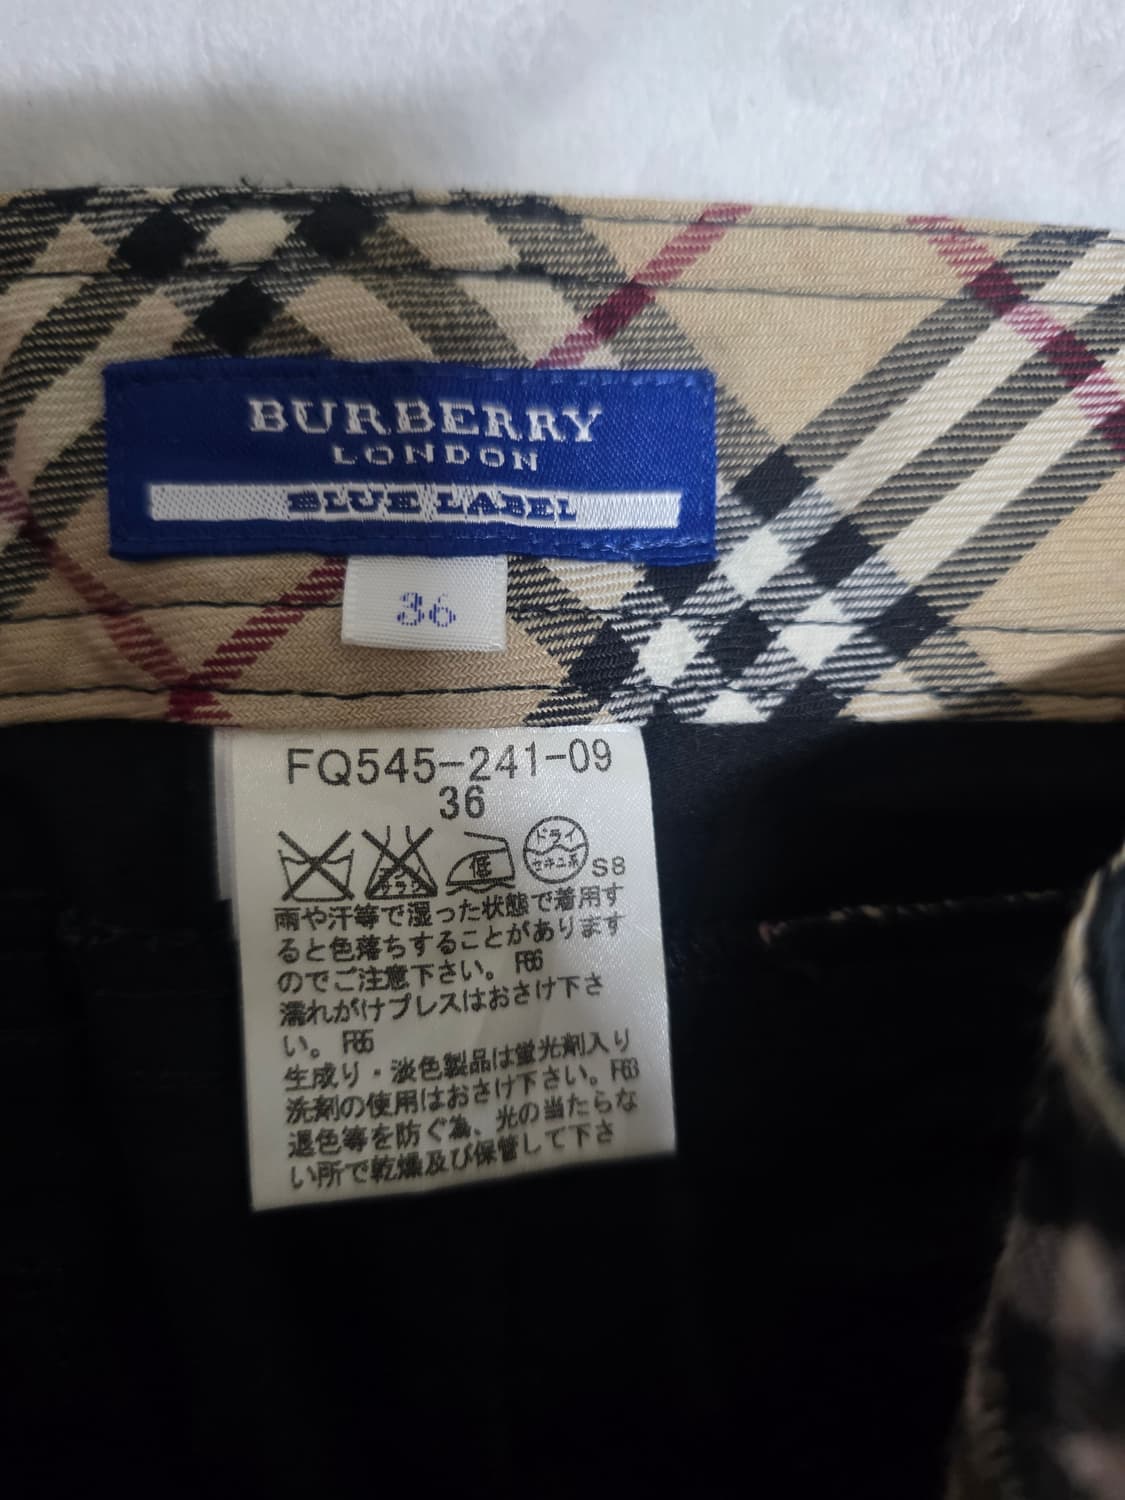 BURBERRY
LONDON
BLUE LABEL
36
FQ545-241-09
36
ドライ
エンソ
低
セキユ系
S8
雨や汗等で湿った状態で着用す
ると色落ちすることがあります
のでご注意下さい。 F66
濡れがけプレスはおさけ下さ
い。 F65
生成り・淡色製品は蛍光剤入り
洗剤の使用はおさけ下さい。F63
退色等を防ぐ為、光の当たらな
い所で乾燥及び保管して下さ